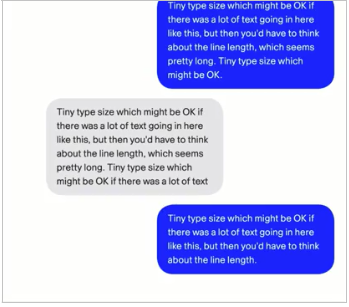 Tiny type size which might be OK if
there was a lot of text going in here
like this, but then you'd have to think
about the line length, which seems
pretty long. Tiny type size which
might be OK.
Tiny type size which might be OK if
there was a lot of text going in here
like this, but then you'd have to think
about the line length, which seems
pretty long. Tiny type size which
might be OK if there was a lot of text
Tiny type size which might be OK if
there was a lot of text going in here
like this, but then you'd have to think
about the line length.